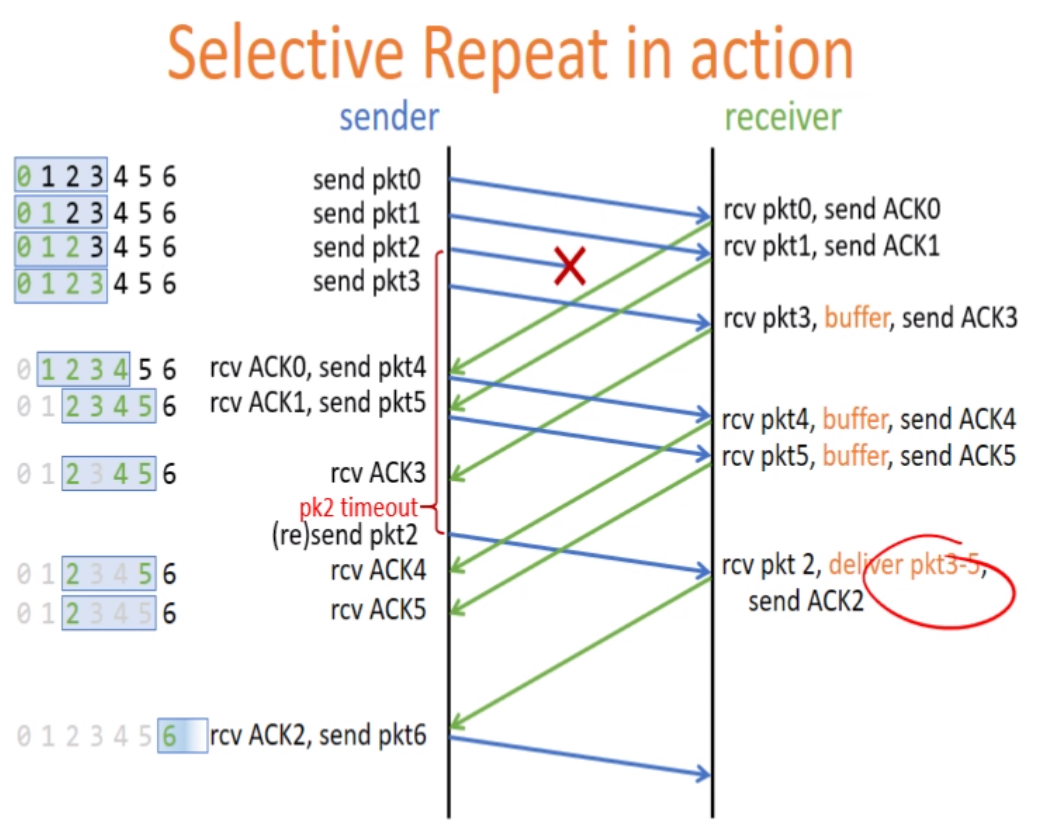 Selective Repeat in action
sender receiver
0 1 2 3 4 5 6 send pkt0
0 1 2 3 4 5 6 send pkt1 rcv pkt0, send ACK0
0 1 2 3 4 5 6 send pkt2 rcv pkt1, send ACK1
0 1 2 3 4 5 6 send pkt3
rcv pkt3, buffer, send ACK3
0 1 2 3 4 5 6 rcv ACK0, send pkt4
0 1 2 3 4 5 6 rcv ACK1, send pkt5 rcv pkt4, buffer, send ACK4
rcv pkt5, buffer, send ACK5
0 1 2 3 4 5 6 rcv ACK3
pk2 timeout
(re)send pkt2
0 1 2 3 4 5 6 rcv ACK4 rcv pkt 2, deliver pkt3-5,
0 1 2 3 4 5 6 rcv ACK5 send ACK2
0 1 2 3 4 5 6 rcv ACK2, send pkt6